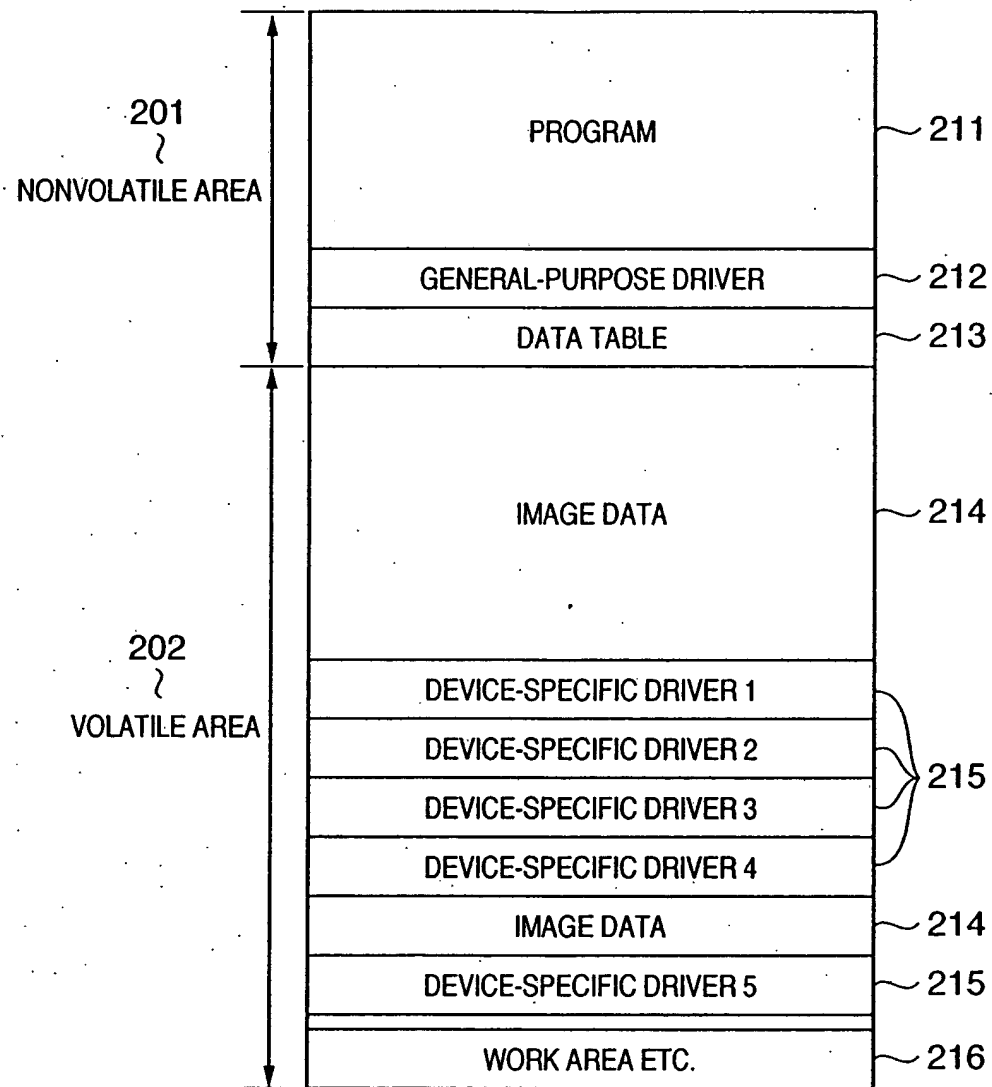 201
NONVOLATILE AREA
PROGRAM
211
GENERAL-PURPOSE DRIVER
212
DATA TABLE
213
IMAGE DATA
214
202
VOLATILE AREA
DEVICE-SPECIFIC DRIVER 1
DEVICE-SPECIFIC DRIVER 2
DEVICE-SPECIFIC DRIVER 3
DEVICE-SPECIFIC DRIVER 4
215
IMAGE DATA
214
DEVICE-SPECIFIC DRIVER 5
215
WORK AREA ETC.
216